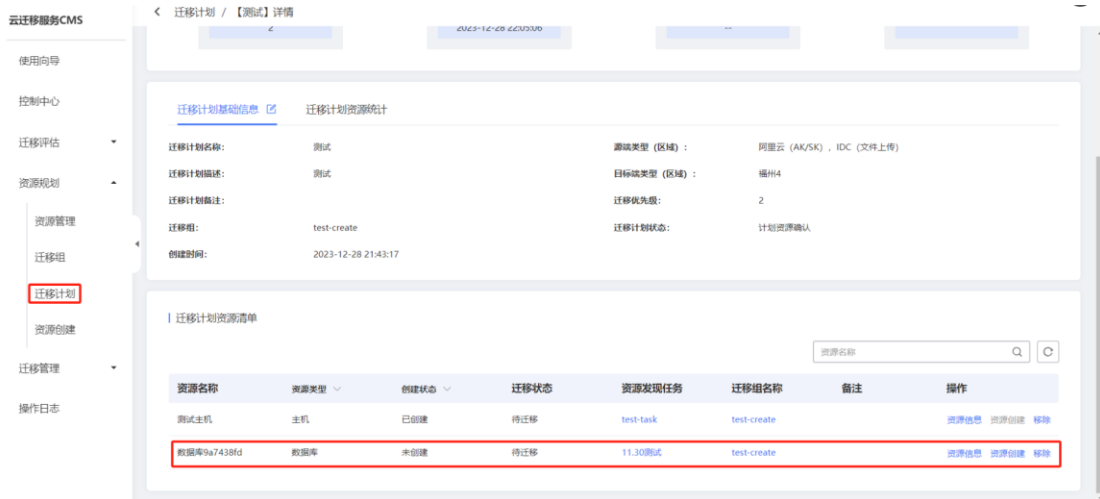 云迁移服务CMS
迁移计划 / 【测试】详情
使用向导
控制中心
迁移评估
资源规划
资源管理
迁移组
迁移计划
资源创建
迁移管理
操作日志
2
2023-12-28 22:05:06
--
迁移计划基础信息
迁移计划资源统计
迁移计划名称: 测试
源端类型（区域）: 阿里云（AK/SK）, IDC（文件上传）
迁移计划描述: 测试
目标端类型（区域）: 福州4
迁移计划备注:
迁移优先级: 2
迁移组: test-create
迁移计划状态: 计划资源确认
创建时间: 2023-12-28 21:43:17
迁移计划资源清单
资源名称
资源名称 资源类型 创建状态 迁移状态 资源发现任务 迁移组名称 备注 操作
测试主机 主机 已创建 待迁移 test-task test-create 资源信息 资源创建 移除
数据库9a7438fd 数据库 未创建 待迁移 11.30测试 test-create 资源信息 资源创建 移除